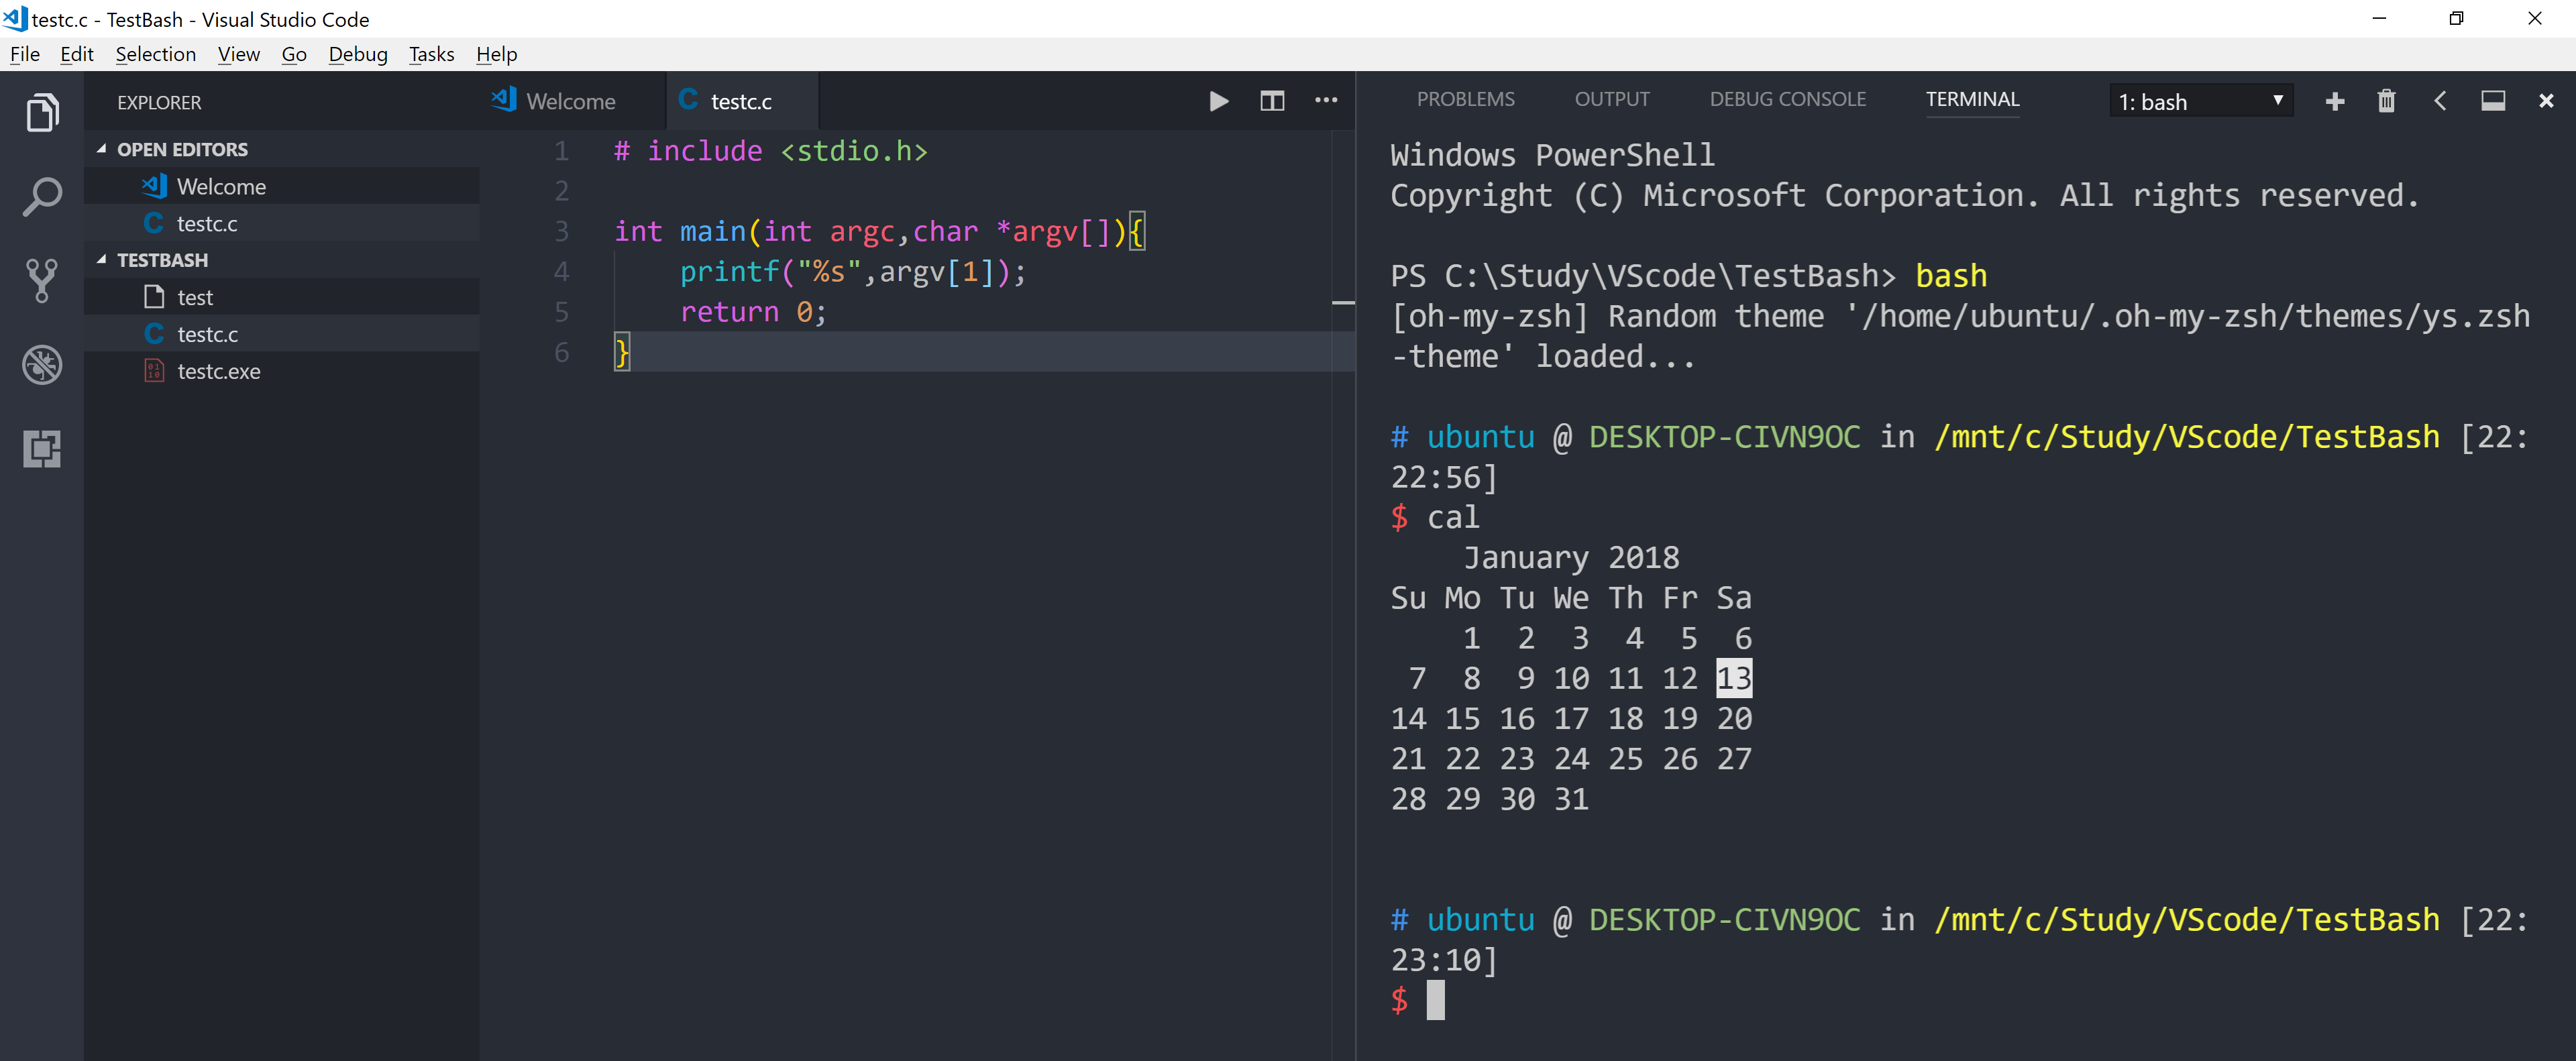 testc.c - TestBash - Visual Studio Code
File Edit Selection View Go Debug Tasks Help
EXPLORER
OPEN EDITORS
Welcome
testc.c
TESTBASH
test
testc.c
testc.exe
Welcome testc.c
1 # include <stdio.h>
2
3 int main(int argc,char *argv[]){
4     printf("%s",argv[1]);
5     return 0;
6 }
PROBLEMS OUTPUT DEBUG CONSOLE TERMINAL 1: bash
Windows PowerShell
Copyright (C) Microsoft Corporation. All rights reserved.
PS C:\Study\VScode\TestBash> bash
[oh-my-zsh] Random theme '/home/ubuntu/.oh-my-zsh/themes/ys.zsh
-theme' loaded...
# ubuntu @ DESKTOP-CIVN9OC in /mnt/c/Study/VScode/TestBash [22:
22:56]
$ cal
    January 2018
Su Mo Tu We Th Fr Sa
    1  2  3  4  5  6
 7  8  9 10 11 12 13
14 15 16 17 18 19 20
21 22 23 24 25 26 27
28 29 30 31
# ubuntu @ DESKTOP-CIVN9OC in /mnt/c/Study/VScode/TestBash [22:
23:10]
$